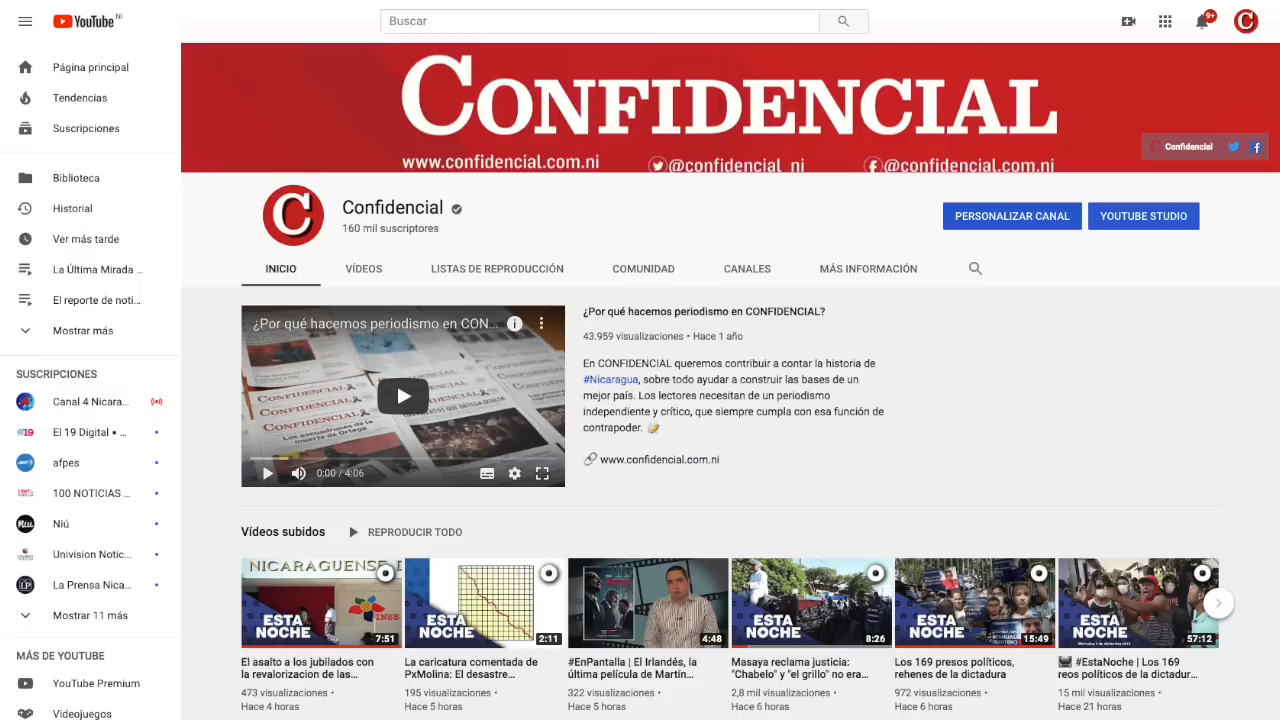 YouTube NI
Buscar
9+
C
Página principal
Tendencias
Suscripciones
Biblioteca
Historial
Ver más tarde
La Última Mirada ...
El reporte de noti...
Mostrar más
SUSCRIPCIONES
Canal 4 Nicara...
El 19 Digital • ...
afpes
100 NOTICIAS ...
Niú
Univision Notic...
La Prensa Nica...
Mostrar 11 más
MÁS DE YOUTUBE
YouTube Premium
Videojuegos
CONFIDENCIAL
www.confidencial.com.ni @confidencial_ni @confidencial.com.ni
Confidencial
C
Confidencial
160 mil suscriptores
PERSONALIZAR CANAL YOUTUBE STUDIO
INICIO VÍDEOS LISTAS DE REPRODUCCIÓN COMUNIDAD CANALES MÁS INFORMACIÓN
¿Por qué hacemos periodismo en CON...
CONFIDENCIAL
Los escuadrones de la
muerte de Ortega
0:00 / 4:06
¿Por qué hacemos periodismo en CONFIDENCIAL?
43.959 visualizaciones • Hace 1 año
En CONFIDENCIAL queremos contribuir a contar la historia de
#Nicaragua, sobre todo ayudar a construir las bases de un
mejor país. Los lectores necesitan de un periodismo
independiente y crítico, que siempre cumpla con esa función de
contrapoder.
www.confidencial.com.ni
Vídeos subidos REPRODUCIR TODO
NICARAGUENSE D
INSS
ESTA
NOCHE
7:51
El asalto a los jubilados con
la revalorizacion de las...
473 visualizaciones •
Hace 4 horas
ESTA
NOCHE
2:11
La caricatura comentada de
PxMolina: El desastre...
195 visualizaciones •
Hace 5 horas
4:48
#EnPantalla | El Irlandés, la
última película de Martín...
322 visualizaciones •
Hace 5 horas
ESTA
NOCHE
8:26
Masaya reclama justicia:
"Chabelo" y "el grillo" no era...
2,8 mil visualizaciones •
Hace 6 horas
ESTA
NOCHE
15:49
Los 169 presos políticos,
rehenes de la dictadura
972 visualizaciones •
Hace 6 horas
ESTA
NOCHE
57:12
#EstaNoche | Los 169
reos políticos de la dictadur...
15 mil visualizaciones •
Hace 21 horas